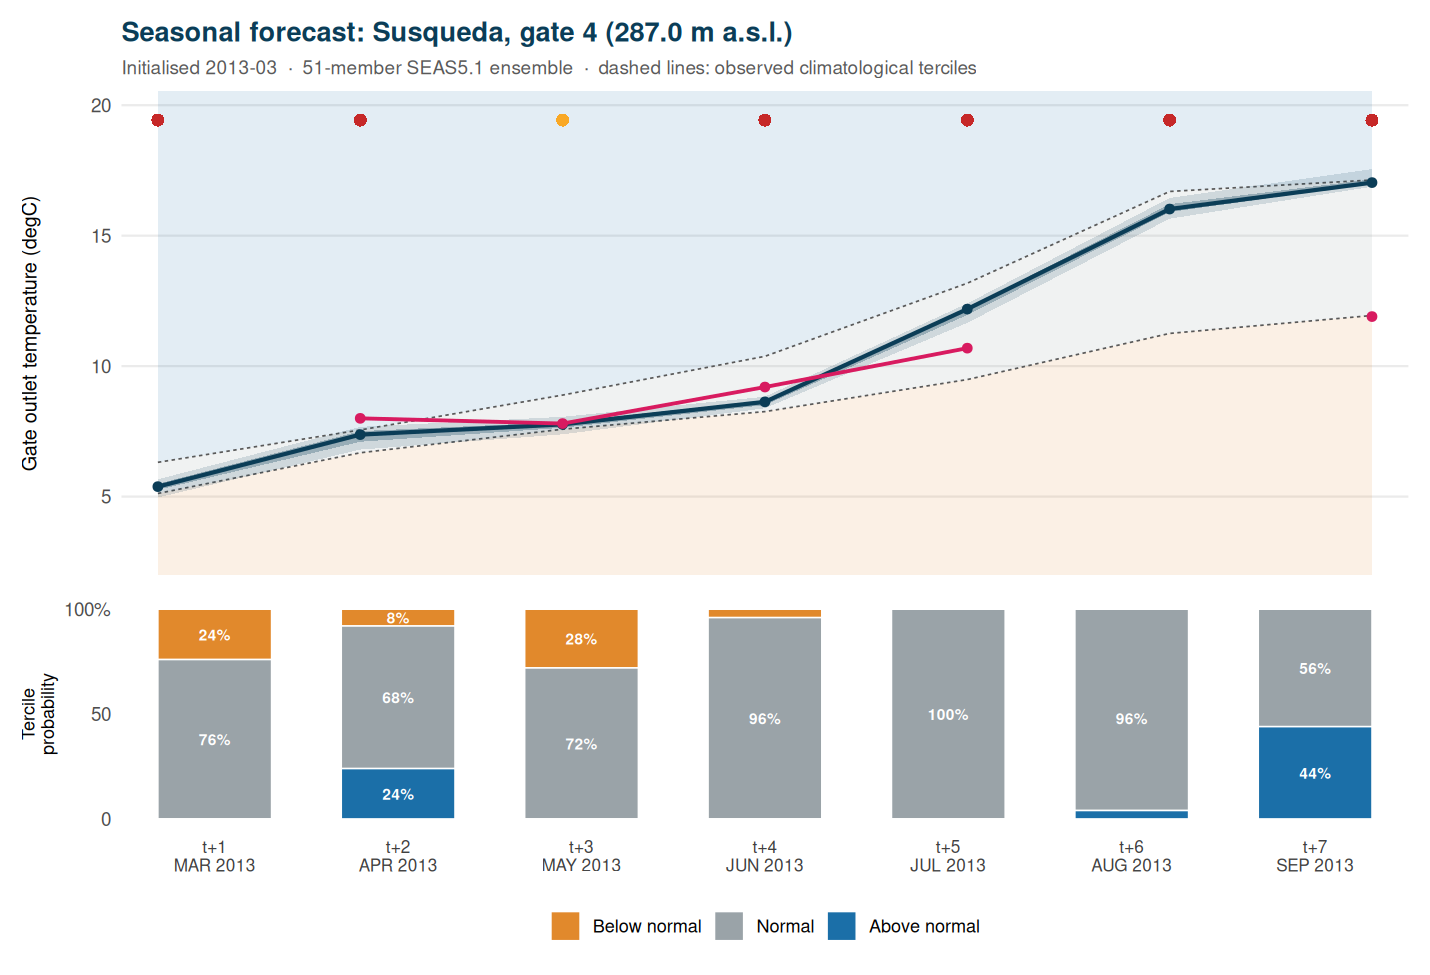 Seasonal forecast: Susqueda, gate 4 (287.0 m a.s.l.)
Initialised 2013-03 · 51-member SEAS5.1 ensemble · dashed lines: observed climatological terciles
Gate outlet temperature (degC)
20
15
10
5
Tercile
probability
100%
50
0
24%
76%
8%
68%
24%
28%
72%
96%
100%
96%
56%
44%
t+1
MAR 2013
t+2
APR 2013
t+3
MAY 2013
t+4
JUN 2013
t+5
JUL 2013
t+6
AUG 2013
t+7
SEP 2013
Below normal
Normal
Above normal